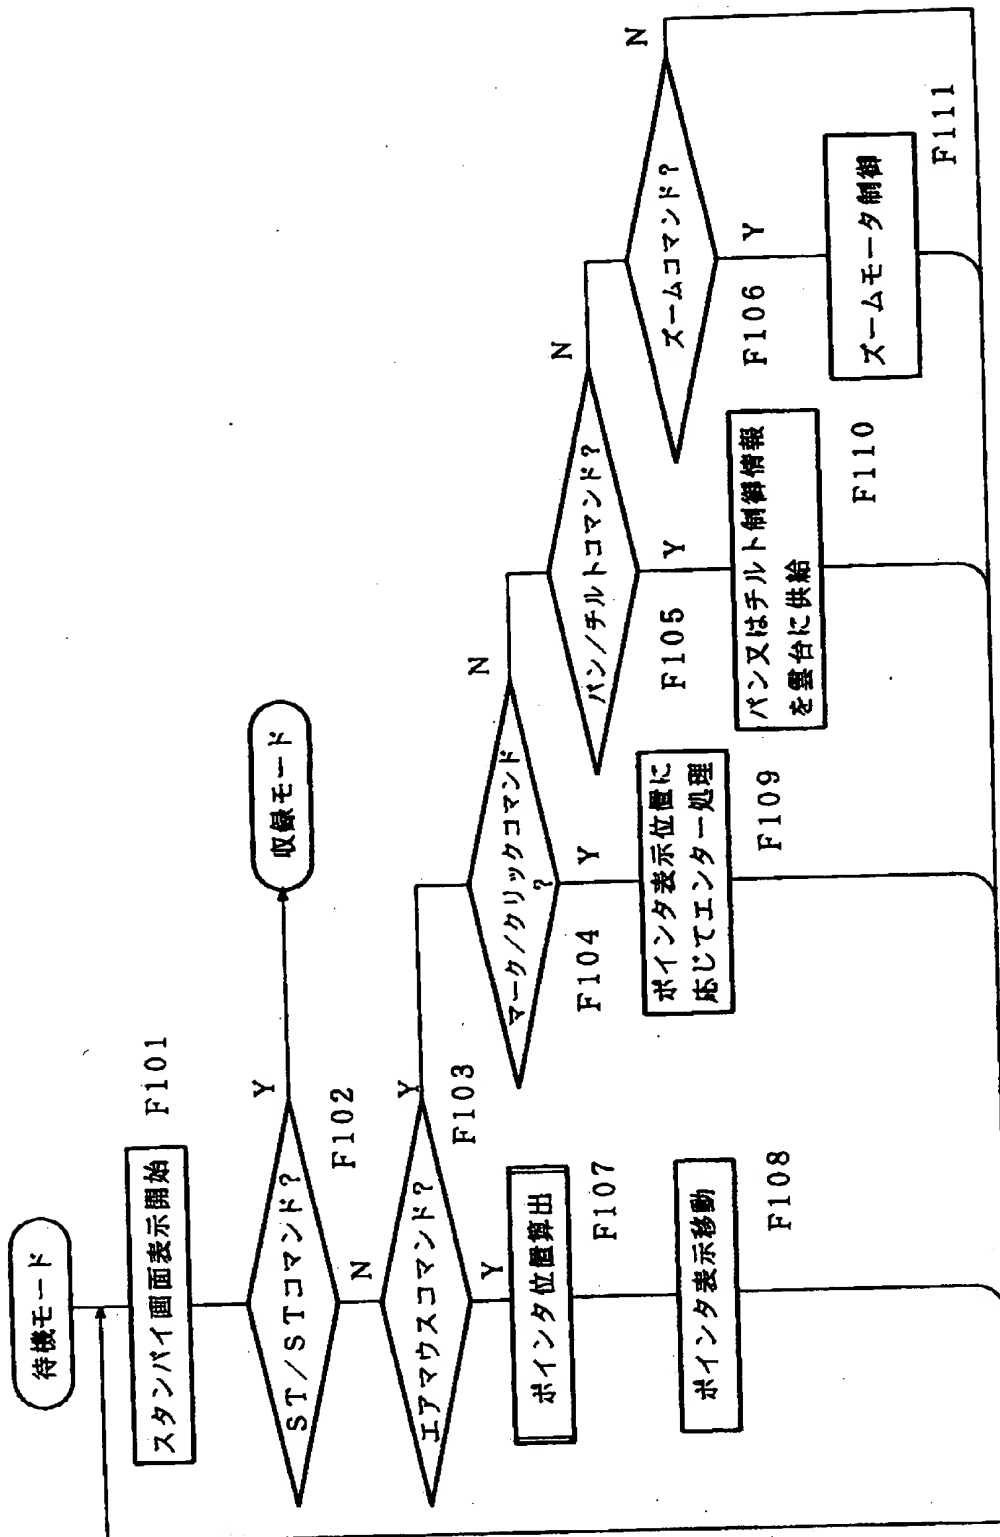 待機モード
スタンバイ画面表示開始
F101
ST/STコマンド?
Y
F102
収録モード
N
エアマウスコマンド?
Y
F103
Y
ポインタ位置算出
F107
ポインタ表示移動
F108
マーク/クリックコマンド
?
N
F104
Y
ポインタ表示位置に
応じてエンター処理
F109
パン/チルトコマンド?
N
F105
Y
パン又はチルト制御情報
を雲台に供給
F110
ズームコマンド?
N
F106
Y
ズームモータ制御
F111